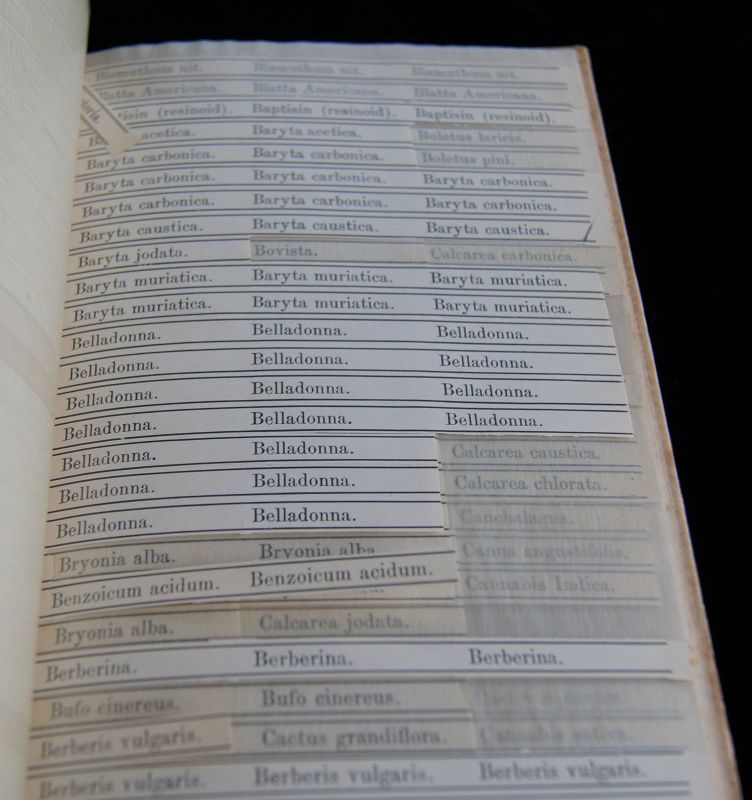 Bismuthum nit. Bismuthum nit. Bismuthum nit.
Blatta Americana. Blatta Americana. Blatta Americana.
tisin (resinoid). Baptisin (resinoid). Baptisin (resinoid).
acetica. Baryta acetica. Boletus laricis.
Baryta carbonica. Baryta carbonica. Boletus pini.
Baryta carbonica. Baryta carbonica. Baryta carbonica.
Baryta carbonica. Baryta carbonica. Baryta carbonica.
Baryta caustica. Baryta caustica. Baryta caustica.
Baryta jodata. Bovista. Calcarea carbonica.
Baryta muriatica. Baryta muriatica. Baryta muriatica.
Baryta muriatica. Baryta muriatica. Baryta muriatica.
Belladonna. Belladonna. Belladonna.
Belladonna. Belladonna. Belladonna.
Belladonna. Belladonna. Belladonna.
Belladonna. Belladonna. Belladonna.
Belladonna. Belladonna. Calcarea caustica.
Belladonna. Belladonna. Calcarea chlorata.
Belladonna. Belladonna. Canchalagua.
Bryonia alba. Bryonia alba Canna angustifolia.
Benzoicum acidum. Benzoicum acidum. Cannabis Indica.
Bryonia alba. Calcarea jodata.
Berberina. Berberina. Berberina.
Bufo cinereus. Bufo cinereus.
Berberis vulgaris. Cactus grandiflora. Cannabis sativa.
Berberis vulgaris. Berberis vulgaris. Berberis vulgaris.